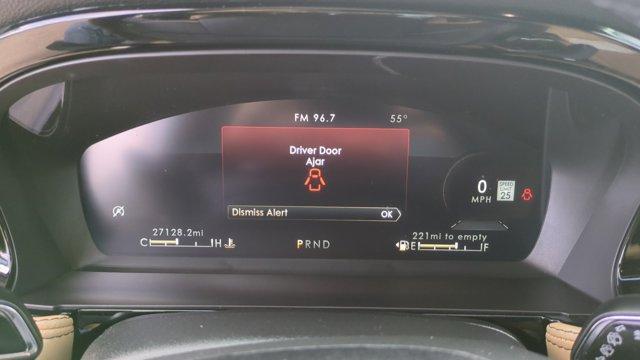 FM 96.7
55°
Driver Door
Ajar
Dismiss Alert OK
0
MPH
SPEED
LIMIT
25
27128.2mi
C H
PRND
221mi to empty
E F